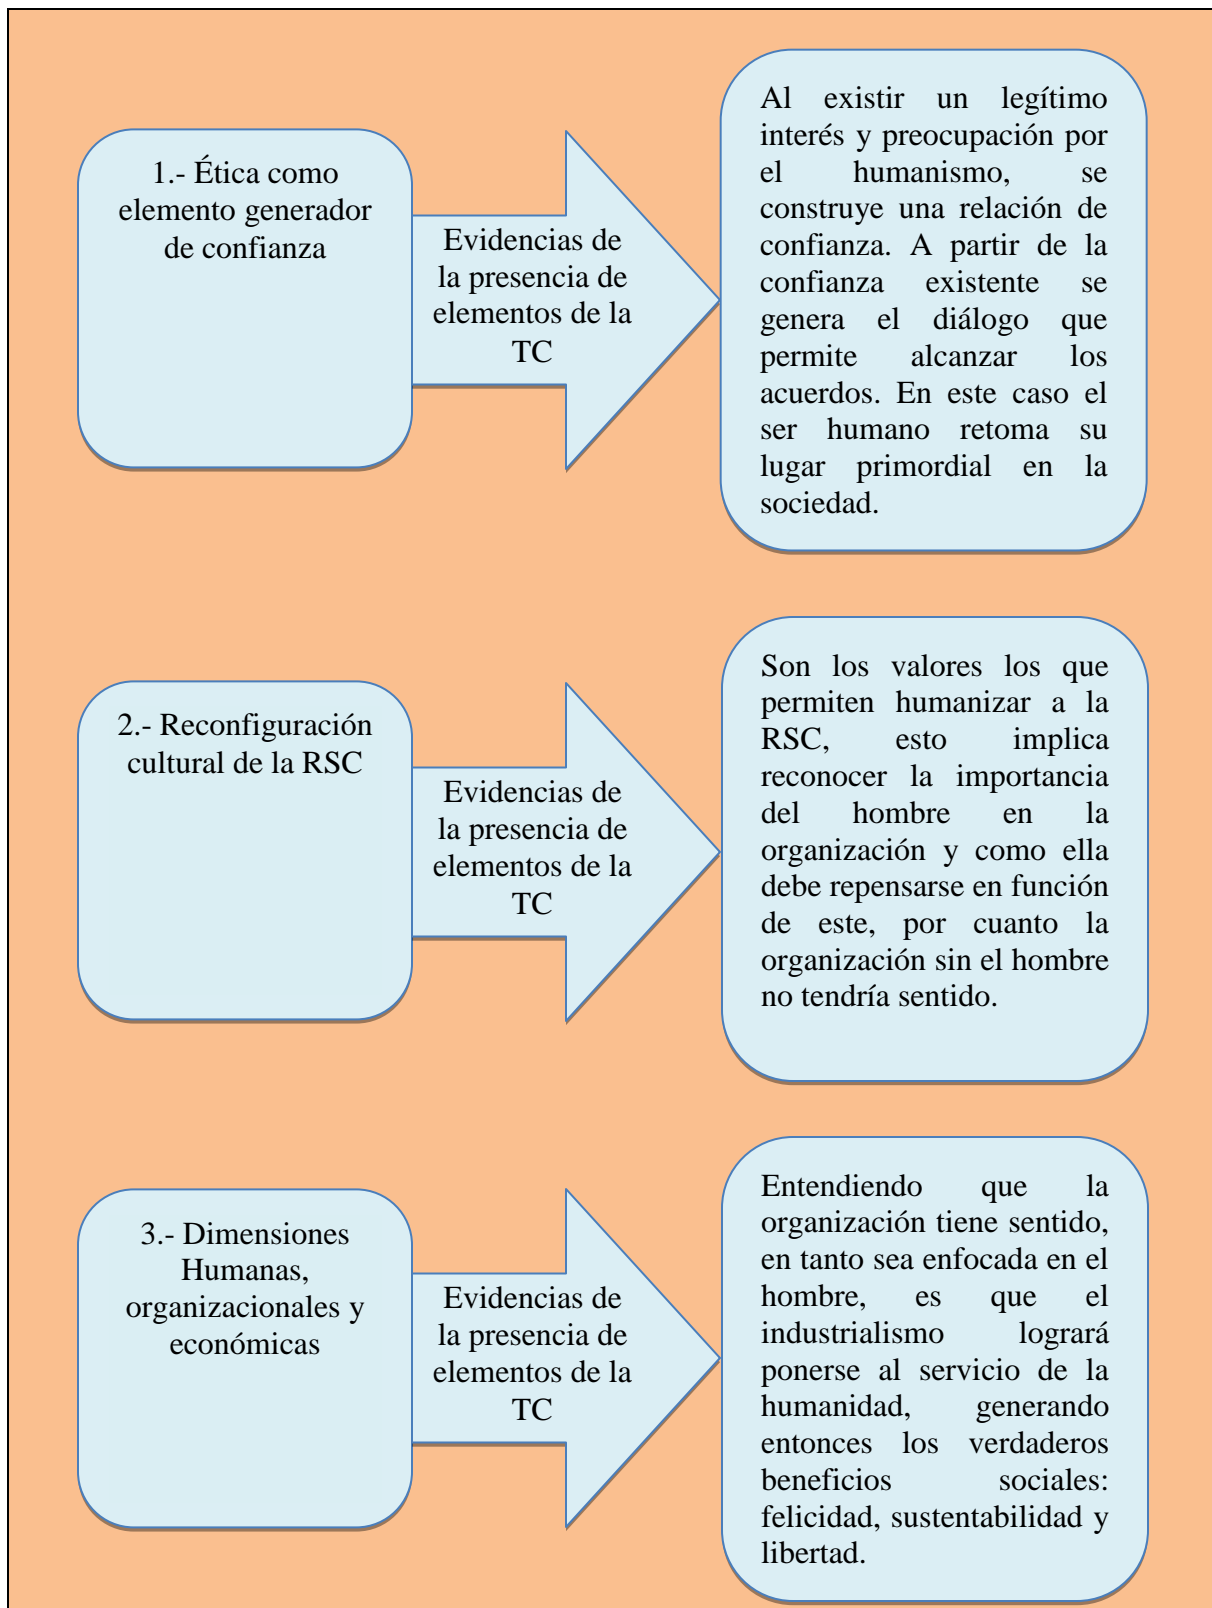 1.- Ética como
elemento generador
de confianza
Evidencias de
la presencia de
elementos de la
TC
Al existir un legítimo
interés y preocupación por
el humanismo, se
construye una relación de
confianza. A partir de la
confianza existente se
genera el diálogo que
permite alcanzar los
acuerdos. En este caso el
ser humano retoma su
lugar primordial en la
sociedad.
2.- Reconfiguración
cultural de la RSC
Evidencias de
la presencia de
elementos de la
TC
Son los valores los que
permiten humanizar a la
RSC, esto implica
reconocer la importancia
del hombre en la
organización y como ella
debe repensarse en función
de este, por cuanto la
organización sin el hombre
no tendría sentido.
3.- Dimensiones
Humanas,
organizacionales y
económicas
Evidencias de
la presencia de
elementos de la
TC
Entendiendo que la
organización tiene sentido,
en tanto sea enfocada en el
hombre, es que el
industrialismo logrará
ponerse al servicio de la
humanidad, generando
entonces los verdaderos
beneficios sociales:
felicidad, sustentabilidad y
libertad.